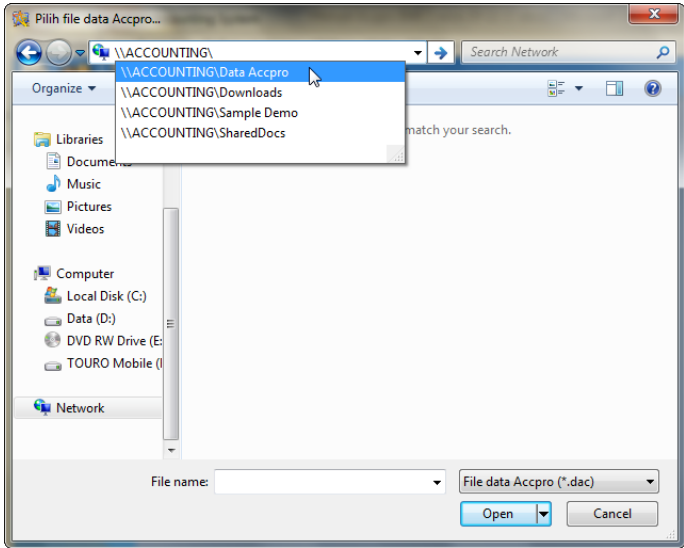 Pilih file data Accpro...
\\ACCOUNTING\
Search Network
\\ACCOUNTING\Data Accpro
\\ACCOUNTING\Downloads
\\ACCOUNTING\Sample Demo
\\ACCOUNTING\SharedDocs
Organize
match your search.
Libraries
Music
Pictures
Videos
Computer
Local Disk (C:)
Data (D:)
DVD RW Drive (E:
TOURO Mobile (
Network
File name:
File data Accpro (*.dac)
Open
Cancel